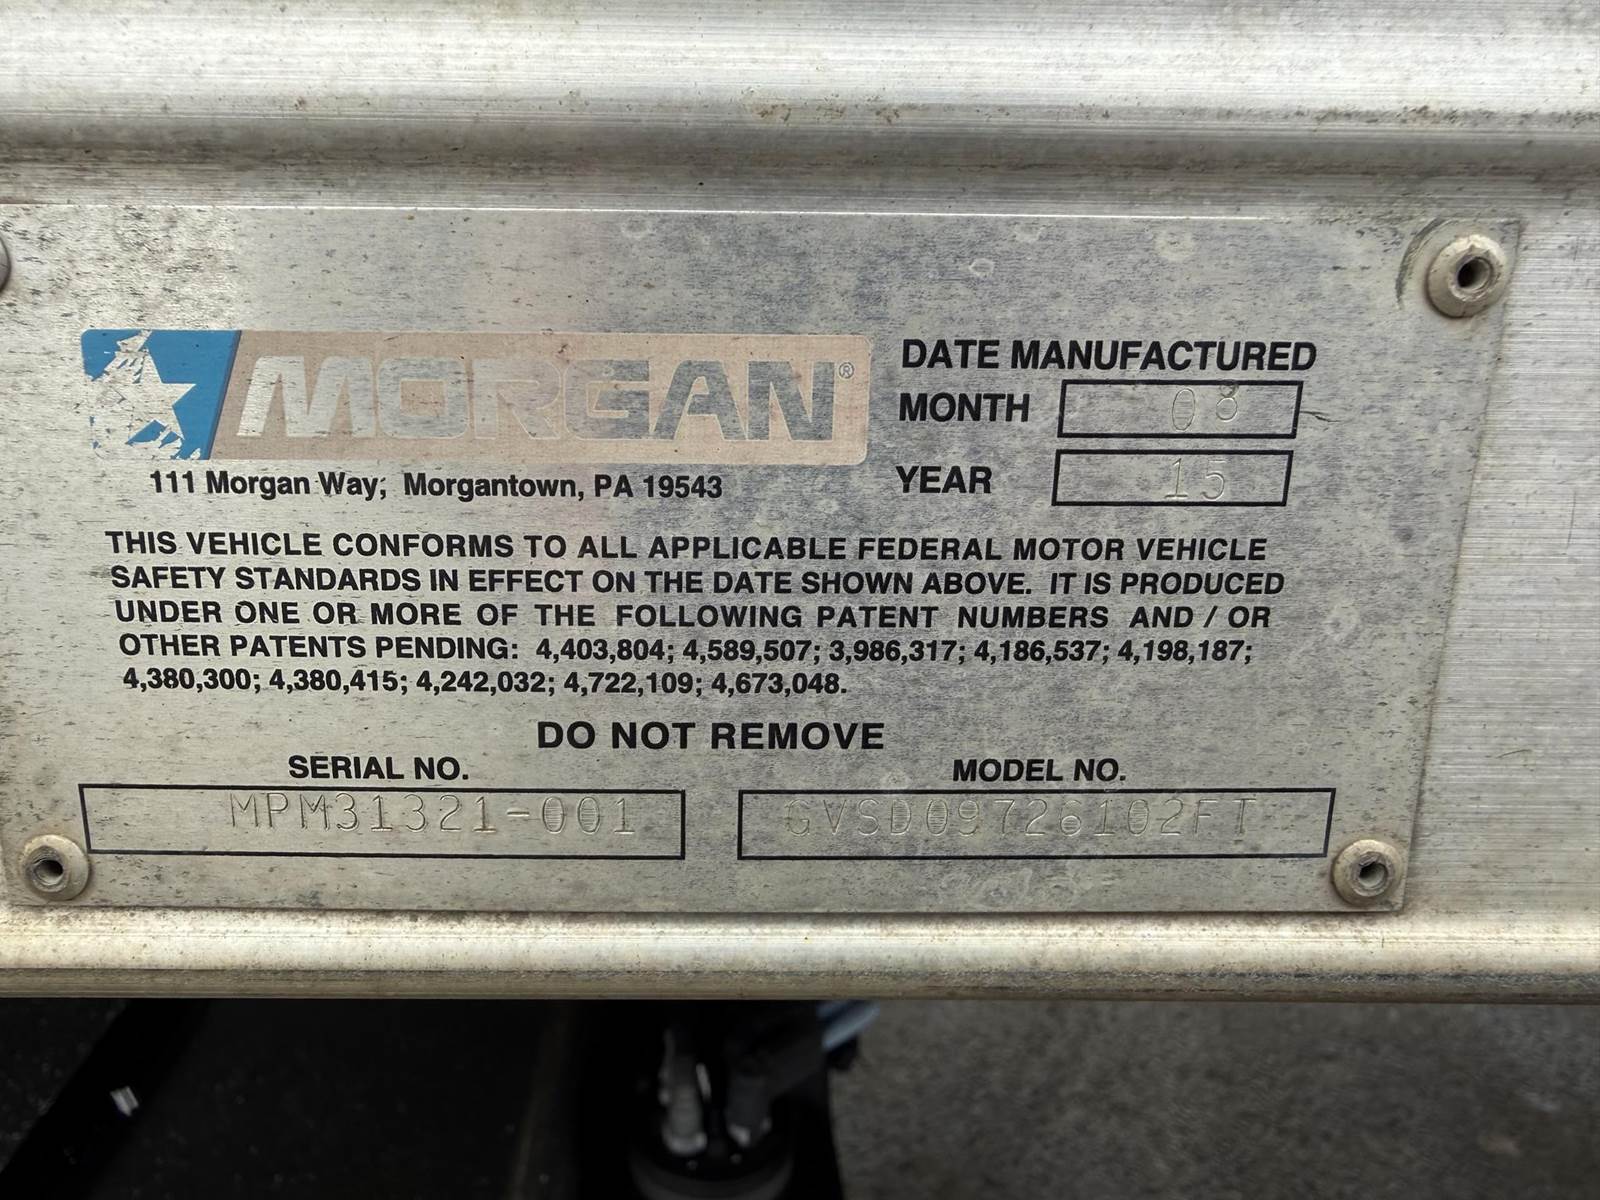 MORGAN®
111 Morgan Way; Morgantown, PA 19543
DATE MANUFACTURED
MONTH 08
YEAR 15
THIS VEHICLE CONFORMS TO ALL APPLICABLE FEDERAL MOTOR VEHICLE
SAFETY STANDARDS IN EFFECT ON THE DATE SHOWN ABOVE. IT IS PRODUCED
UNDER ONE OR MORE OF THE FOLLOWING PATENT NUMBERS AND / OR
OTHER PATENTS PENDING: 4,403,804; 4,589,507; 3,986,317; 4,186,537; 4,198,187;
4,380,300; 4,380,415; 4,242,032; 4,722,109; 4,673,048.
DO NOT REMOVE
SERIAL NO.
MPM31321-001
MODEL NO.
GVSD09726102FT